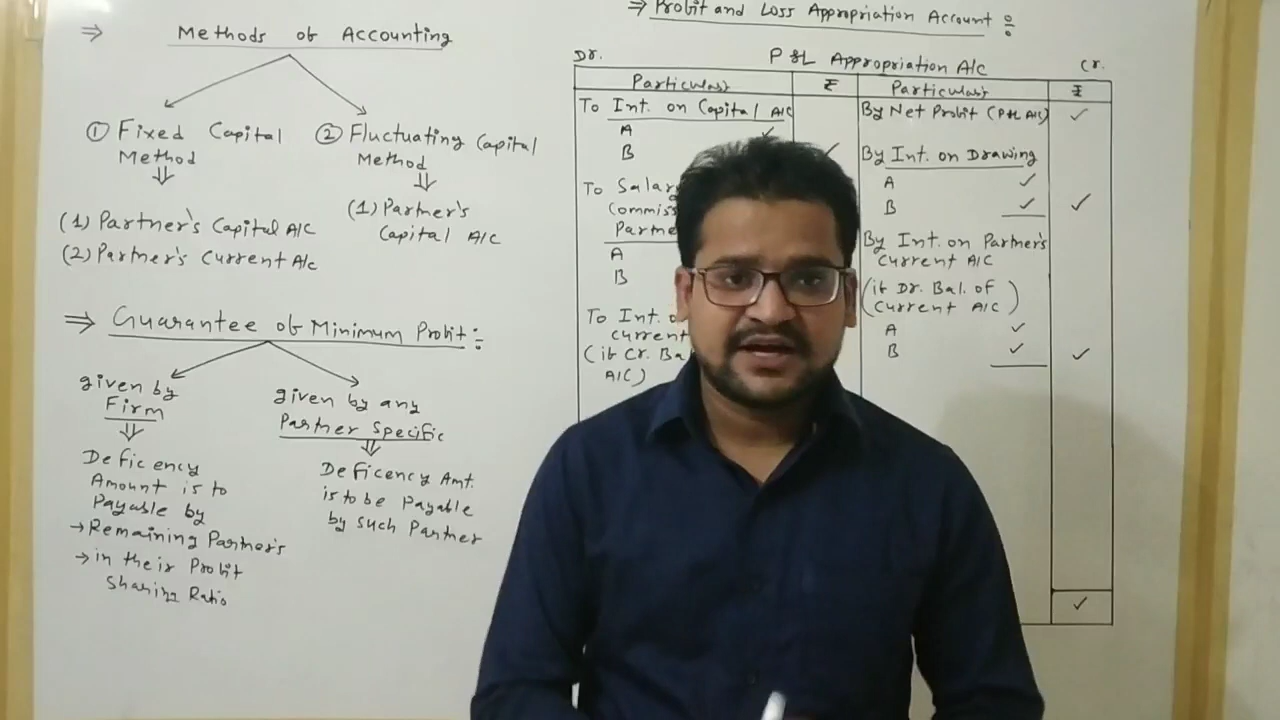 ⇒ Methods of Accounting
① Fixed Capital
Method
② Fluctuating Capital
Method
(1) Partner's Capital A/c
(2) Partner's Current A/c
(1) Partner's
Capital A/c
⇒ Guarantee of Minimum Profit:-
given by
Firm
Deficency
Amount is to
Payable by
→ Remaining Partner's
→ in their Profit
Sharing Ratio
given by any
Partner Specific
Deficency Amt.
is to be Payable
by such Partner
⇒ Profit and Loss Appropriation Account :
Dr. P & L Appropriation A/c Cr.
Particulars ₹ Particulars ₹
To Int. on Capital A/c
A ✓
B ✓
To
A
B
To Int.
Current
(if Cr.
A/C)
By Net Profit (P&L A/c) ✓
By Int. on Drawing
A ✓
B ✓ ✓
By Int. on Partner's
Current A/C
(if Dr. Bal. of
Current A/C)
A ✓
B ✓ ✓
✓